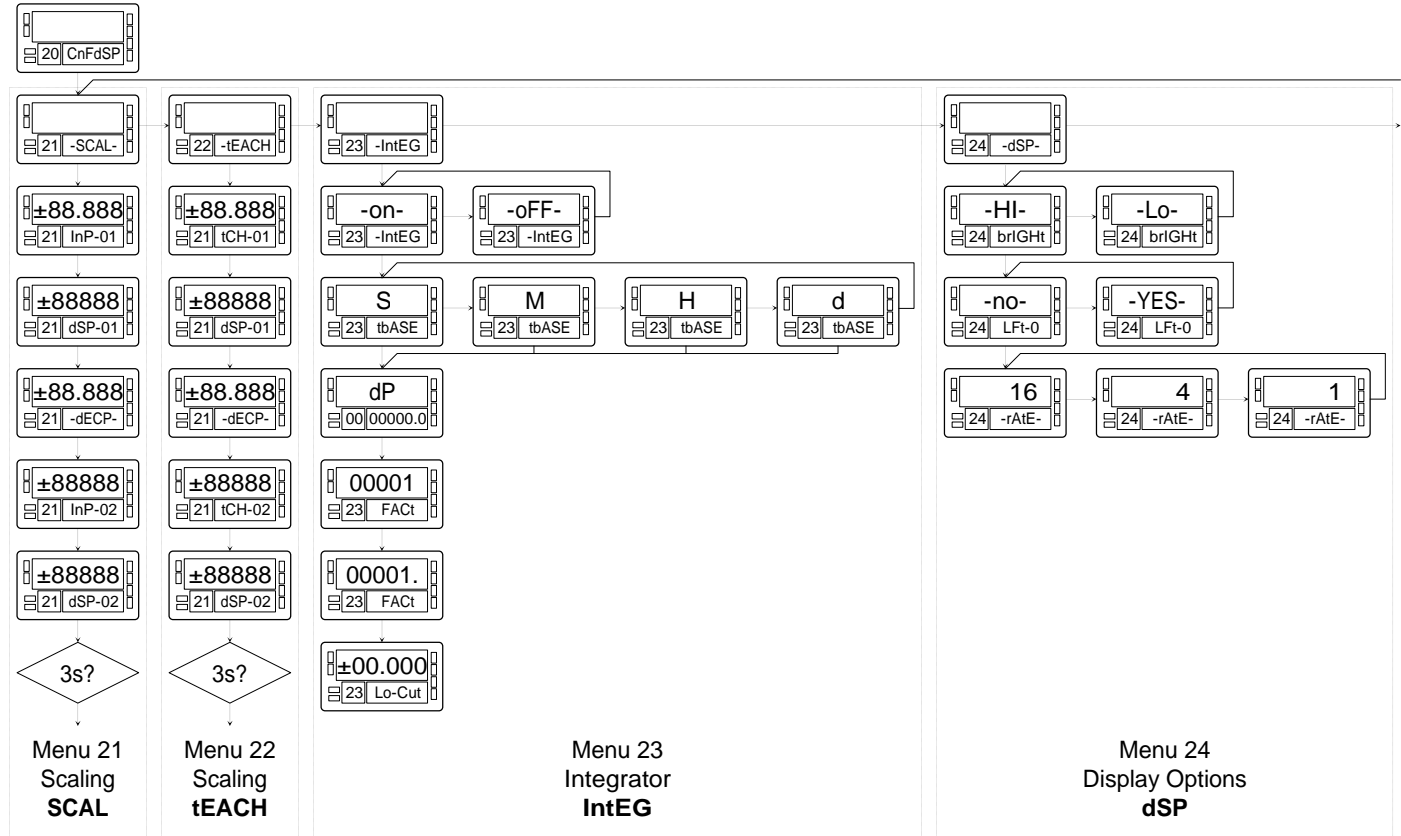 20 CnFdSP
21 -SCAL-
22 -tEACH
23 -IntEG
24 -dSP-
±88.888
21 InP-01
±88.888
21 tCH-01
-on-
23 -IntEG
-oFF-
23 -IntEG
-HI-
24 brIGHt
-Lo-
24 brIGHt
±88888
21 dSP-01
±88888
21 dSP-01
S
23 tbASE
M
23 tbASE
H
23 tbASE
d
23 tbASE
-no-
24 LFt-0
-YES-
24 LFt-0
±88.888
21 -dECP-
±88.888
21 -dECP-
dP
00 00000.0
16
24 -rAtE-
4
24 -rAtE-
1
24 -rAtE-
±88888
21 InP-02
±88888
21 tCH-02
00001
23 FACt
±88888
21 dSP-02
±88888
21 dSP-02
00001.
23 FACt
3s?
3s?
±00.000
23 Lo-Cut
Menu 21
Scaling
SCAL
Menu 22
Scaling
tEACH
Menu 23
Integrator
IntEG
Menu 24
Display Options
dSP